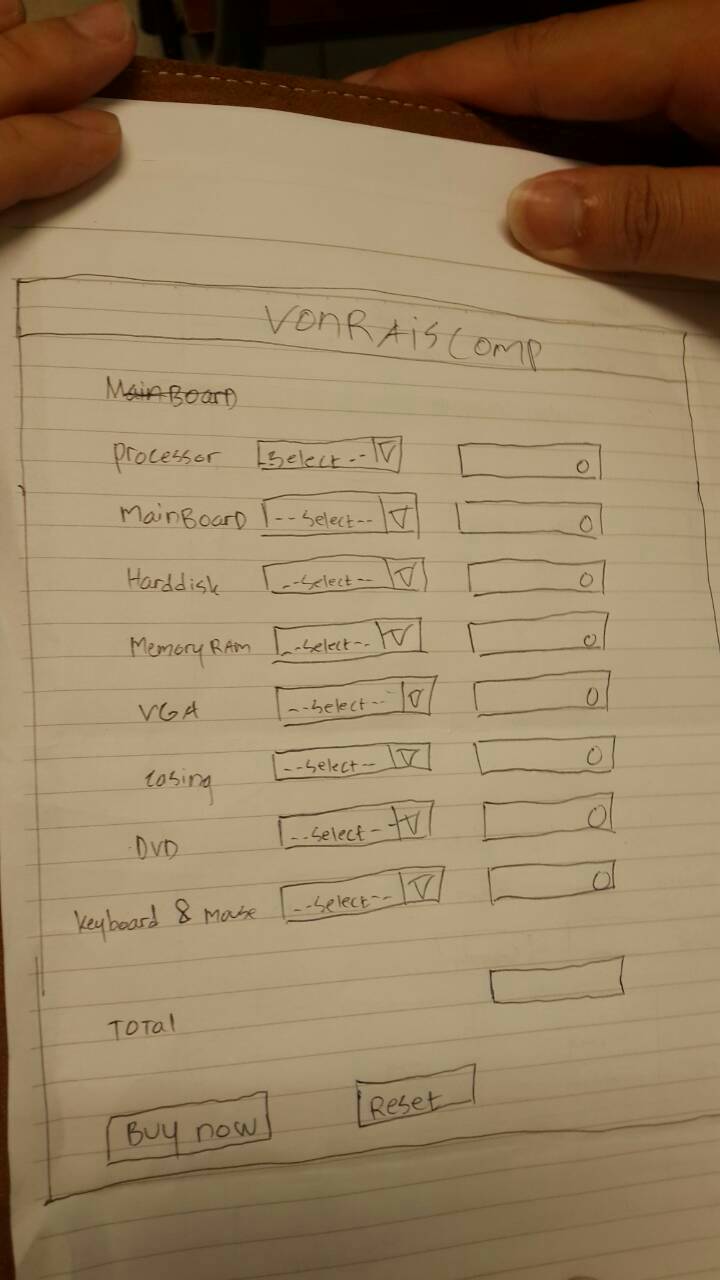 VONRAISCOMP
MainBoard
Processor Select -- 0
MainBoard --Select-- 0
Harddisk --Select-- 0
Memory RAM --Select-- 0
VGA --Select-- 0
Casing --Select-- 0
DVD --Select- 0
Keyboard & Mouse --Select-- 0
Total
Buy now Reset